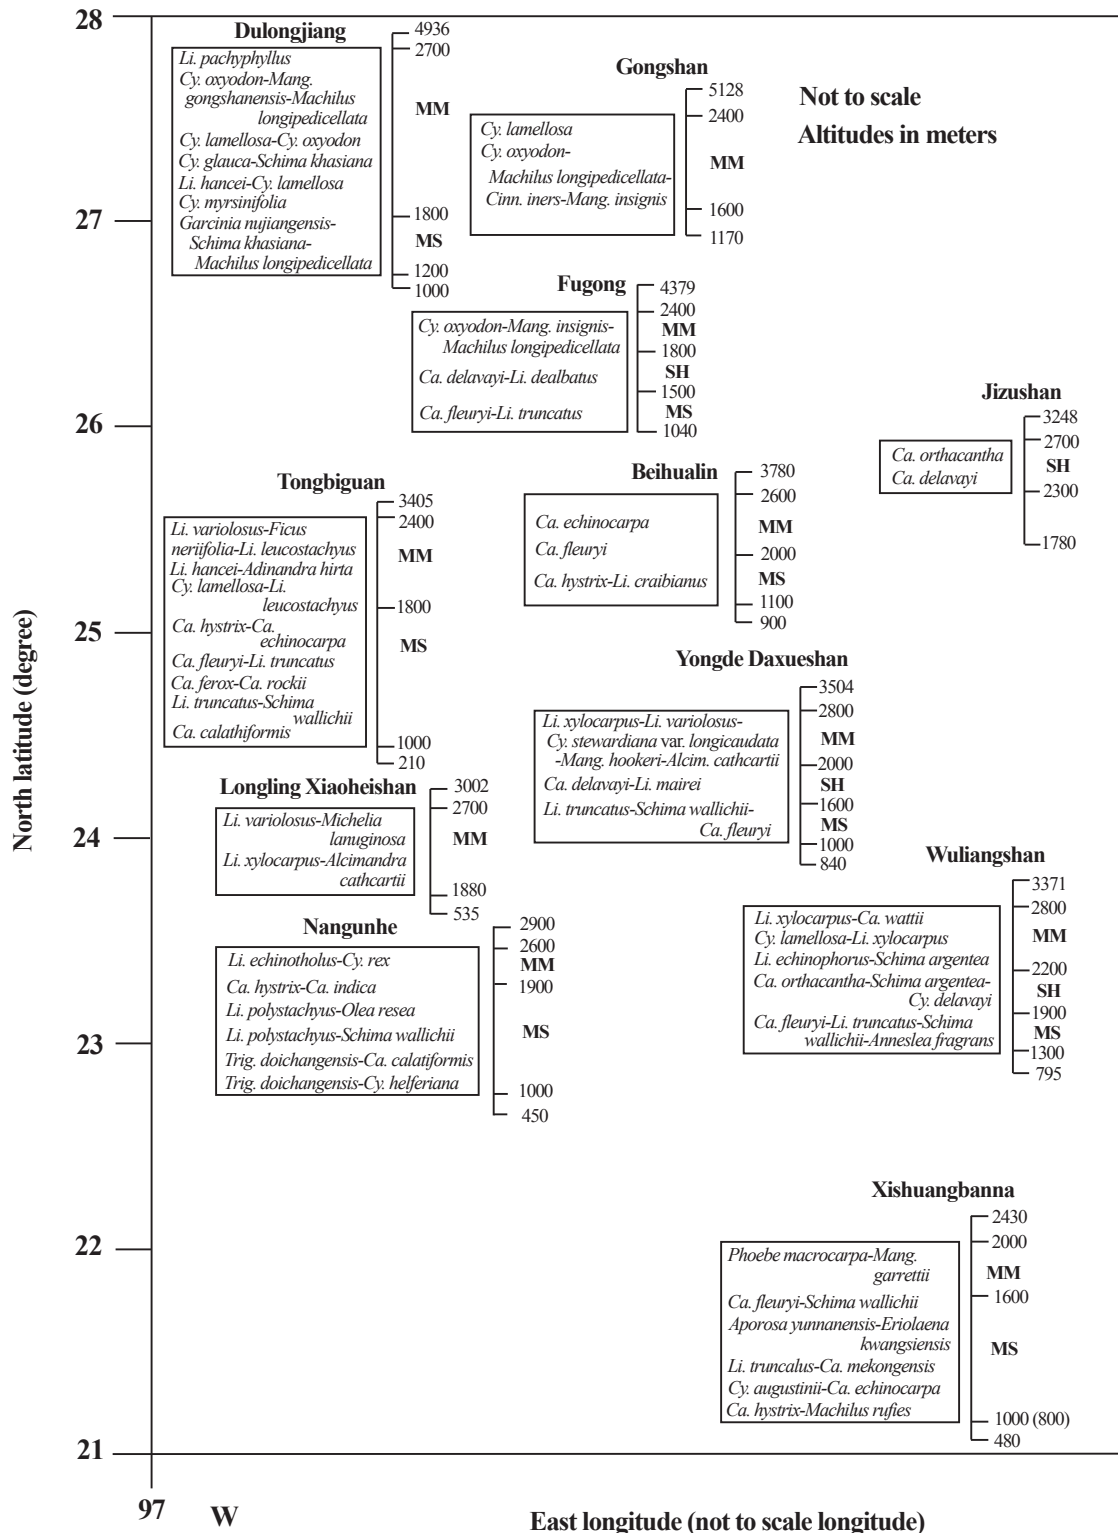 28
27
26
25
24
23
22
21
North latitude (degree)
97
W
East longitude (not to scale longitude)
Not to scale
Altitudes in meters
Dulongjiang
Li. pachyphyllus
Cy. oxyodon-Mang.
gongshanensis-Machilus
longipedicellata
Cy. lamellosa-Cy. oxyodon
Cy. glauca-Schima khasiana
Li. hancei-Cy. lamellosa
Cy. myrsinifolia
Garcinia nujiangensis-
Schima khasiana-
Machilus longipedicellata
4936
2700
MM
1800
MS
1200
1000
Gongshan
Cy. lamellosa
Cy. oxyodon-
Machilus longipedicellata-
Cinn. iners-Mang. insignis
5128
2400
MM
1600
1170
Fugong
Cy. oxyodon-Mang. insignis-
Machilus longipedicellata
Ca. delavayi-Li. dealbatus
Ca. fleuryi-Li. truncatus
4379
2400
MM
1800
SH
1500
MS
1040
Jizushan
Ca. orthacantha
Ca. delavayi
3248
2700
SH
2300
1780
Tongbiguan
Li. variolosus-Ficus
neriifolia-Li. leucostachyus
Li. hancei-Adinandra hirta
Cy. lamellosa-Li.
leucostachyus
Ca. hystrix-Ca.
echinocarpa
Ca. fleuryi-Li. truncatus
Ca. ferox-Ca. rockii
Li. truncatus-Schima
wallichii
Ca. calathiformis
3405
2400
MM
1800
MS
1000
210
Beihualin
Ca. echinocarpa
Ca. fleuryi
Ca. hystrix-Li. craibianus
3780
2600
MM
2000
MS
1100
900
Yongde Daxueshan
Li. xylocarpus-Li. variolosus-
Cy. stewardiana var. longicaudata
-Mang. hookeri-Alcim. cathcartii
Ca. delavayi-Li. mairei
Li. truncatus-Schima wallichii-
Ca. fleuryi
3504
2800
MM
2000
SH
1600
MS
1000
840
Longling Xiaoheishan
Li. variolosus-Michelia
lanuginosa
Li. xylocarpus-Alcimandra
cathcartii
3002
2700
MM
1880
535
Wuliangshan
Li. xylocarpus-Ca. wattii
Cy. lamellosa-Li. xylocarpus
Li. echinophorus-Schima argentea
Ca. orthacantha-Schima argentea-
Cy. delavayi
Ca. fleuryi-Li. truncatus-Schima
wallichii-Anneslea fragrans
3371
2800
MM
2200
SH
1900
MS
1300
795
Nangunhe
Li. echinotholus-Cy. rex
Ca. hystrix-Ca. indica
Li. polystachyus-Olea resea
Li. polystachyus-Schima wallichii
Trig. doichangensis-Ca. calatiformis
Trig. doichangensis-Cy. helferiana
2900
2600
MM
1900
MS
1000
450
Xishuangbanna
Phoebe macrocarpa-Mang.
garrettii
Ca. fleuryi-Schima wallichii
Aporosa yunnanensis-Eriolaena
kwangsiensis
Li. truncalus-Ca. mekongensis
Cy. augustinii-Ca. echinocarpa
Ca. hystrix-Machilus rufies
2430
2000
MM
1600
MS
1000 (800)
480